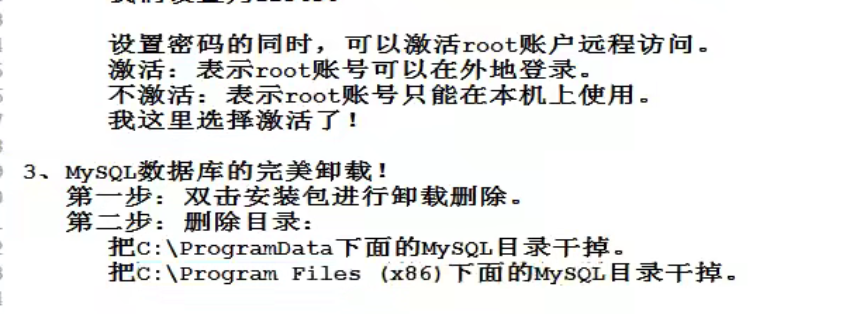 设置密码的同时，可以激活root账户远程访问。
激活：表示root账号可以在外地登录。
不激活：表示root账号只能在本机上使用。
我这里选择激活了！
3、MySQL数据库的完美卸载！
第一步：双击安装包进行卸载删除。
第二步：删除目录：
把C:\ProgramData下面的MySQL目录干掉。
把C:\Program Files (x86)下面的MySQL目录干掉。